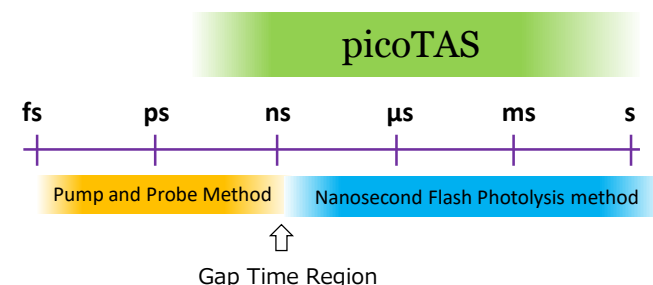 picoTAS
fs ps ns μs ms s
Pump and Probe Method Nanosecond Flash Photolysis method
Gap Time Region